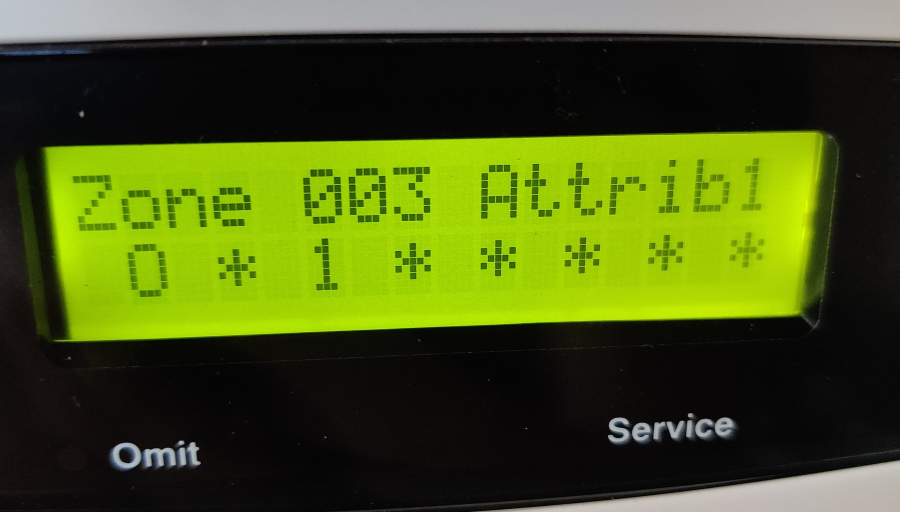 Zone 003 Attrib1
0 * 1 * * * * *
Omit Service